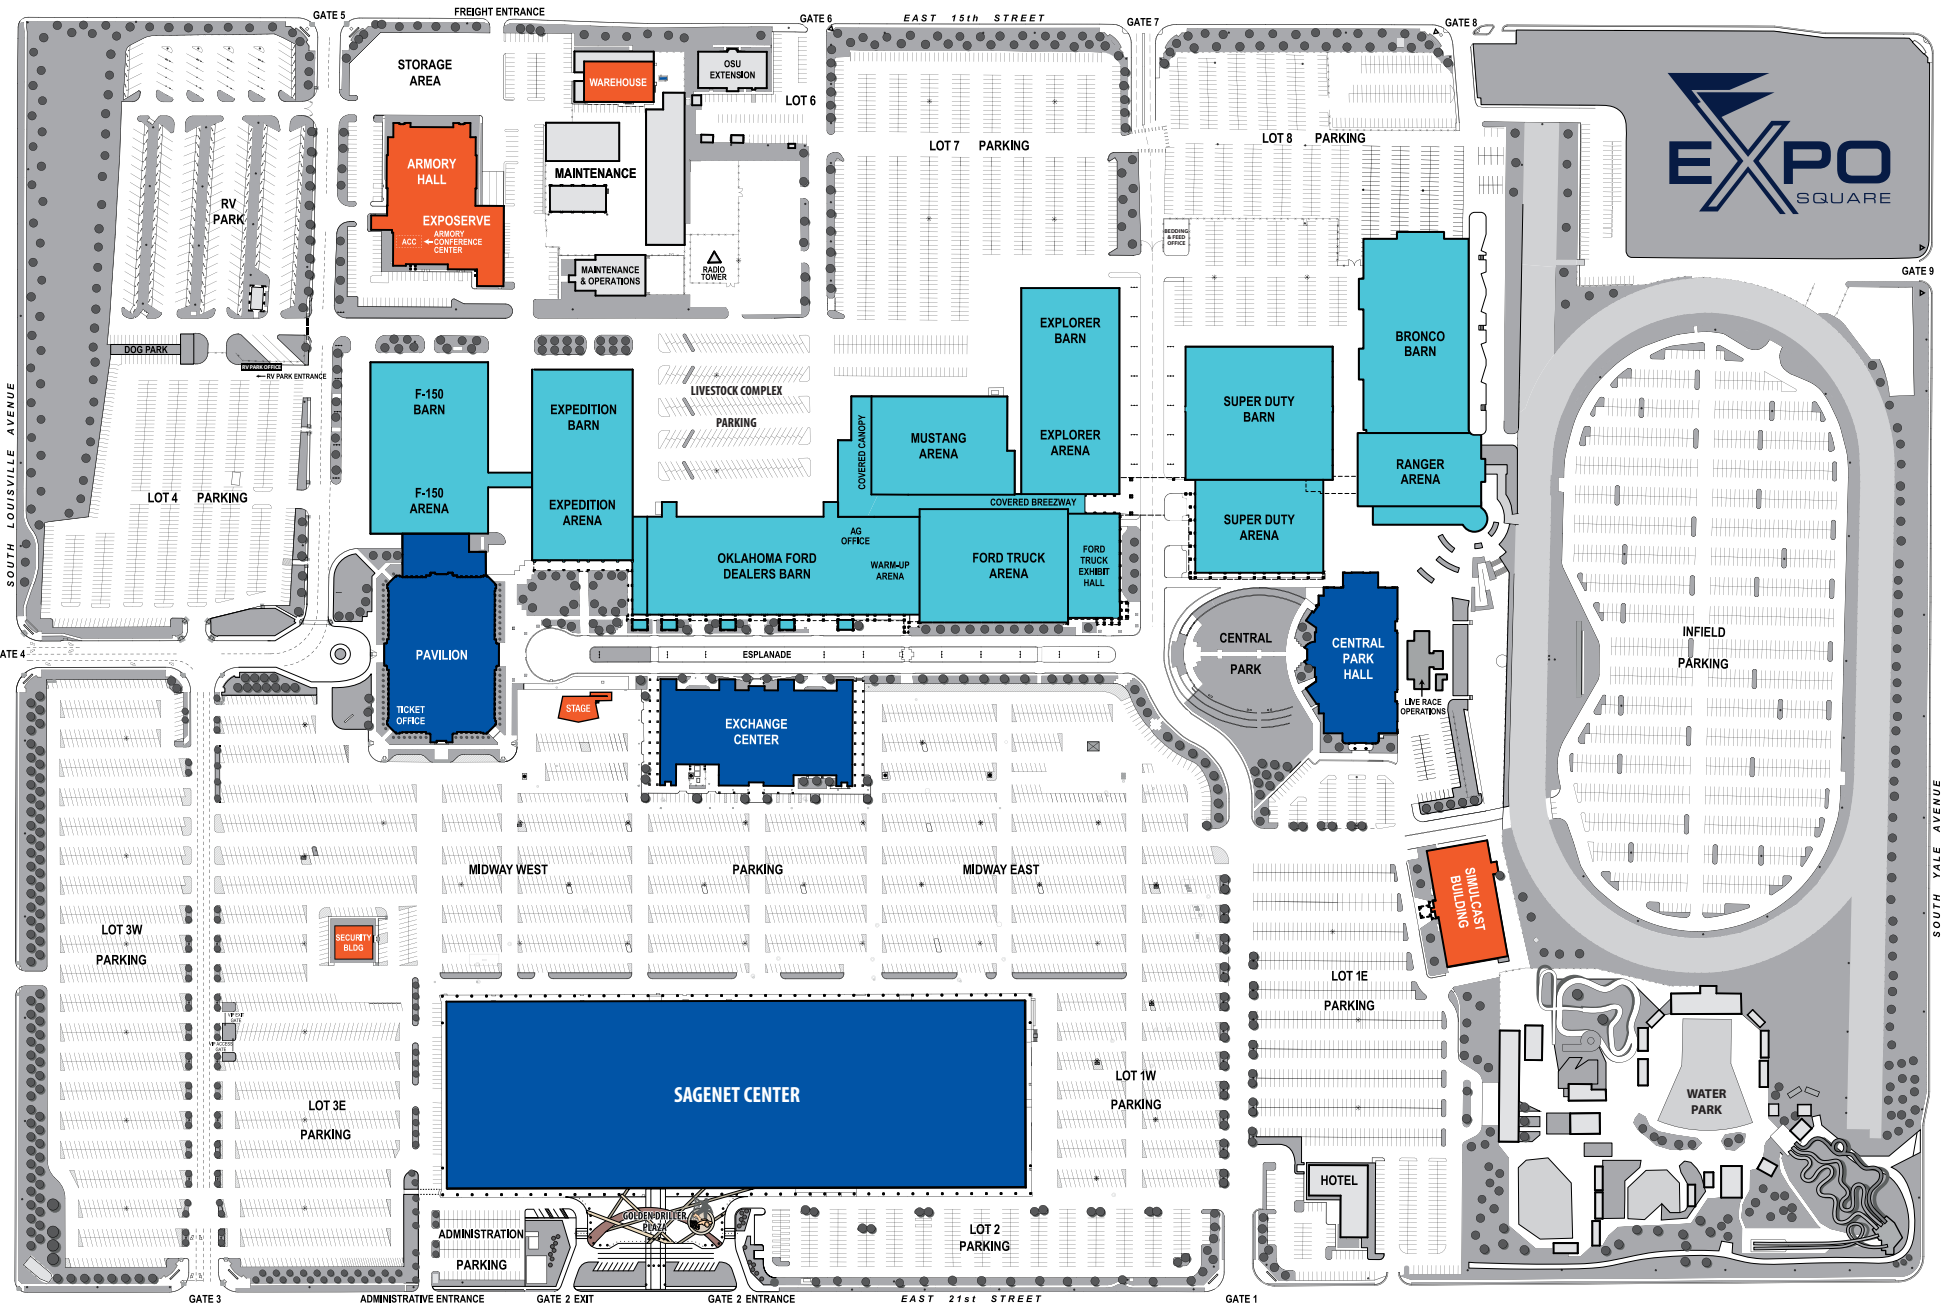 GATE 5
FREIGHT ENTRANCE
GATE 6
EAST 15th STREET
GATE 7
GATE 8
STORAGE
AREA
WAREHOUSE
OSU
EXTENSION
LOT 6
LOT 7 PARKING
LOT 8 PARKING
EXPO
SQUARE
ARMORY
HALL
EXPOSERVE
ACC
ARMORY
CONFERENCE
CENTER
MAINTENANCE
RV
PARK
BEDDING
& FEED
OFFICE
MAINTENANCE
& OPERATIONS
RADIO
TOWER
GATE 9
DOG PARK
RV PARK OFFICE
RV PARK ENTRANCE
SOUTH LOUISVILLE AVENUE
F-150
BARN
F-150
ARENA
EXPEDITION
BARN
EXPEDITION
ARENA
LIVESTOCK COMPLEX
PARKING
COVERED CANOPY
MUSTANG
ARENA
EXPLORER
BARN
EXPLORER
ARENA
COVERED BREEZWAY
SUPER DUTY
BARN
SUPER DUTY
ARENA
BRONCO
BARN
RANGER
ARENA
LOT 4 PARKING
AG
OFFICE
OKLAHOMA FORD
DEALERS BARN
WARM-UP
ARENA
FORD TRUCK
ARENA
FORD
TRUCK
EXHIBIT
HALL
ATE 4
PAVILION
TICKET
OFFICE
ESPLANADE
STAGE
EXCHANGE
CENTER
CENTRAL
PARK
CENTRAL
PARK
HALL
LIVE RACE
OPERATIONS
INFIELD
PARKING
SOUTH YALE AVENUE
MIDWAY WEST
PARKING
MIDWAY EAST
SIMULCAST
BUILDING
LOT 3W
PARKING
SECURITY
BLDG
VIP EXIT
GATE
VIP ACCESS
GATE
LOT 1E
PARKING
SAGENET CENTER
LOT 1W
PARKING
LOT 3E
PARKING
WATER
PARK
HOTEL
ADMINISTRATION
PARKING
GOLDEN DRILLER
PLAZA
LOT 2
PARKING
GATE 3
ADMINISTRATIVE ENTRANCE
GATE 2 EXIT
GATE 2 ENTRANCE
EAST 21st STREET
GATE 1